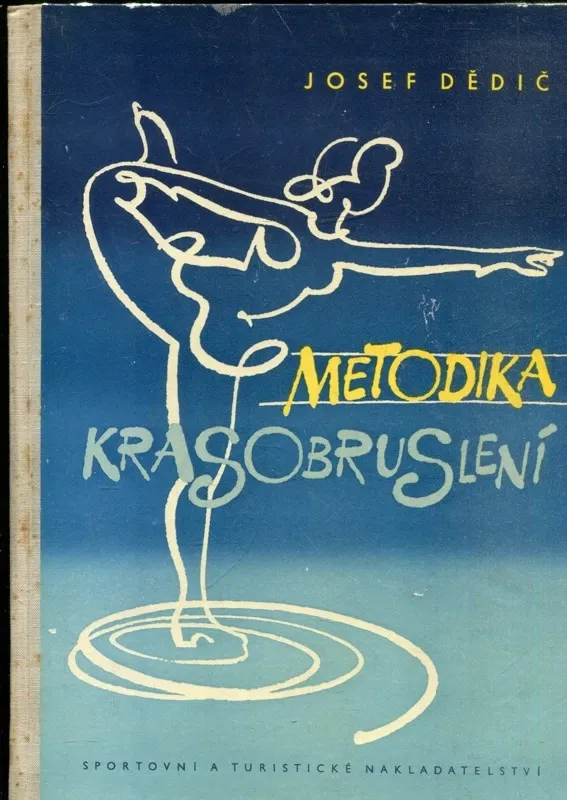 JOSEF DĚDIČ
METODIKA
KRASOBRUSLENÍ
SPORTOVNÍ A TURISTICKÉ NAKLADATELSTVÍ